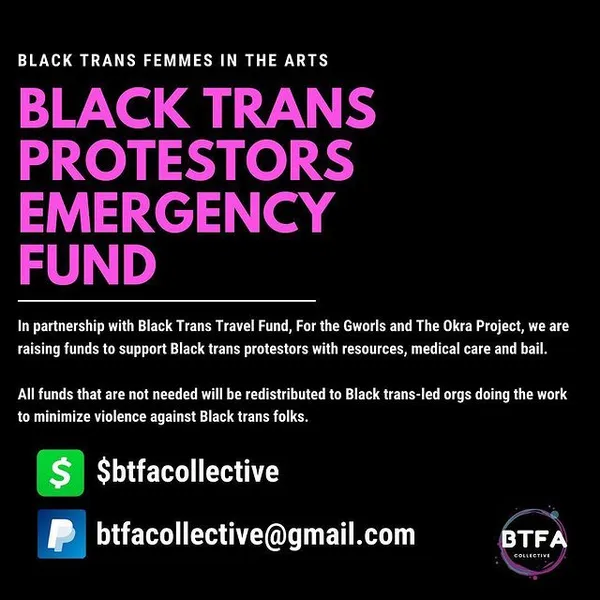 BLACK TRANS FEMMES IN THE ARTS
BLACK TRANS
PROTESTORS
EMERGENCY
FUND
In partnership with Black Trans Travel Fund, For the Gworls and The Okra Project, we are
raising funds to support Black trans protestors with resources, medical care and bail.
All funds that are not needed will be redistributed to Black trans-led orgs doing the work
to minimize violence against Black trans folks.
$
$btfacollective
P
btfacollective@gmail.com
BTFA
COLLECTIVE